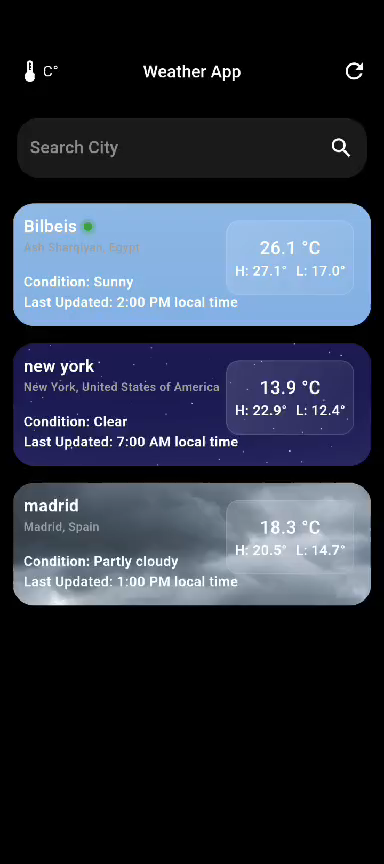 C° Weather App
Search City
Bilbeis
Ash Sharqiyah, Egypt
26.1 °C
H: 27.1° L: 17.0°
Condition: Sunny
Last Updated: 2:00 PM local time
new york
New York, United States of America
13.9 °C
H: 22.9° L: 12.4°
Condition: Clear
Last Updated: 7:00 AM local time
madrid
Madrid, Spain
18.3 °C
H: 20.5° L: 14.7°
Condition: Partly cloudy
Last Updated: 1:00 PM local time